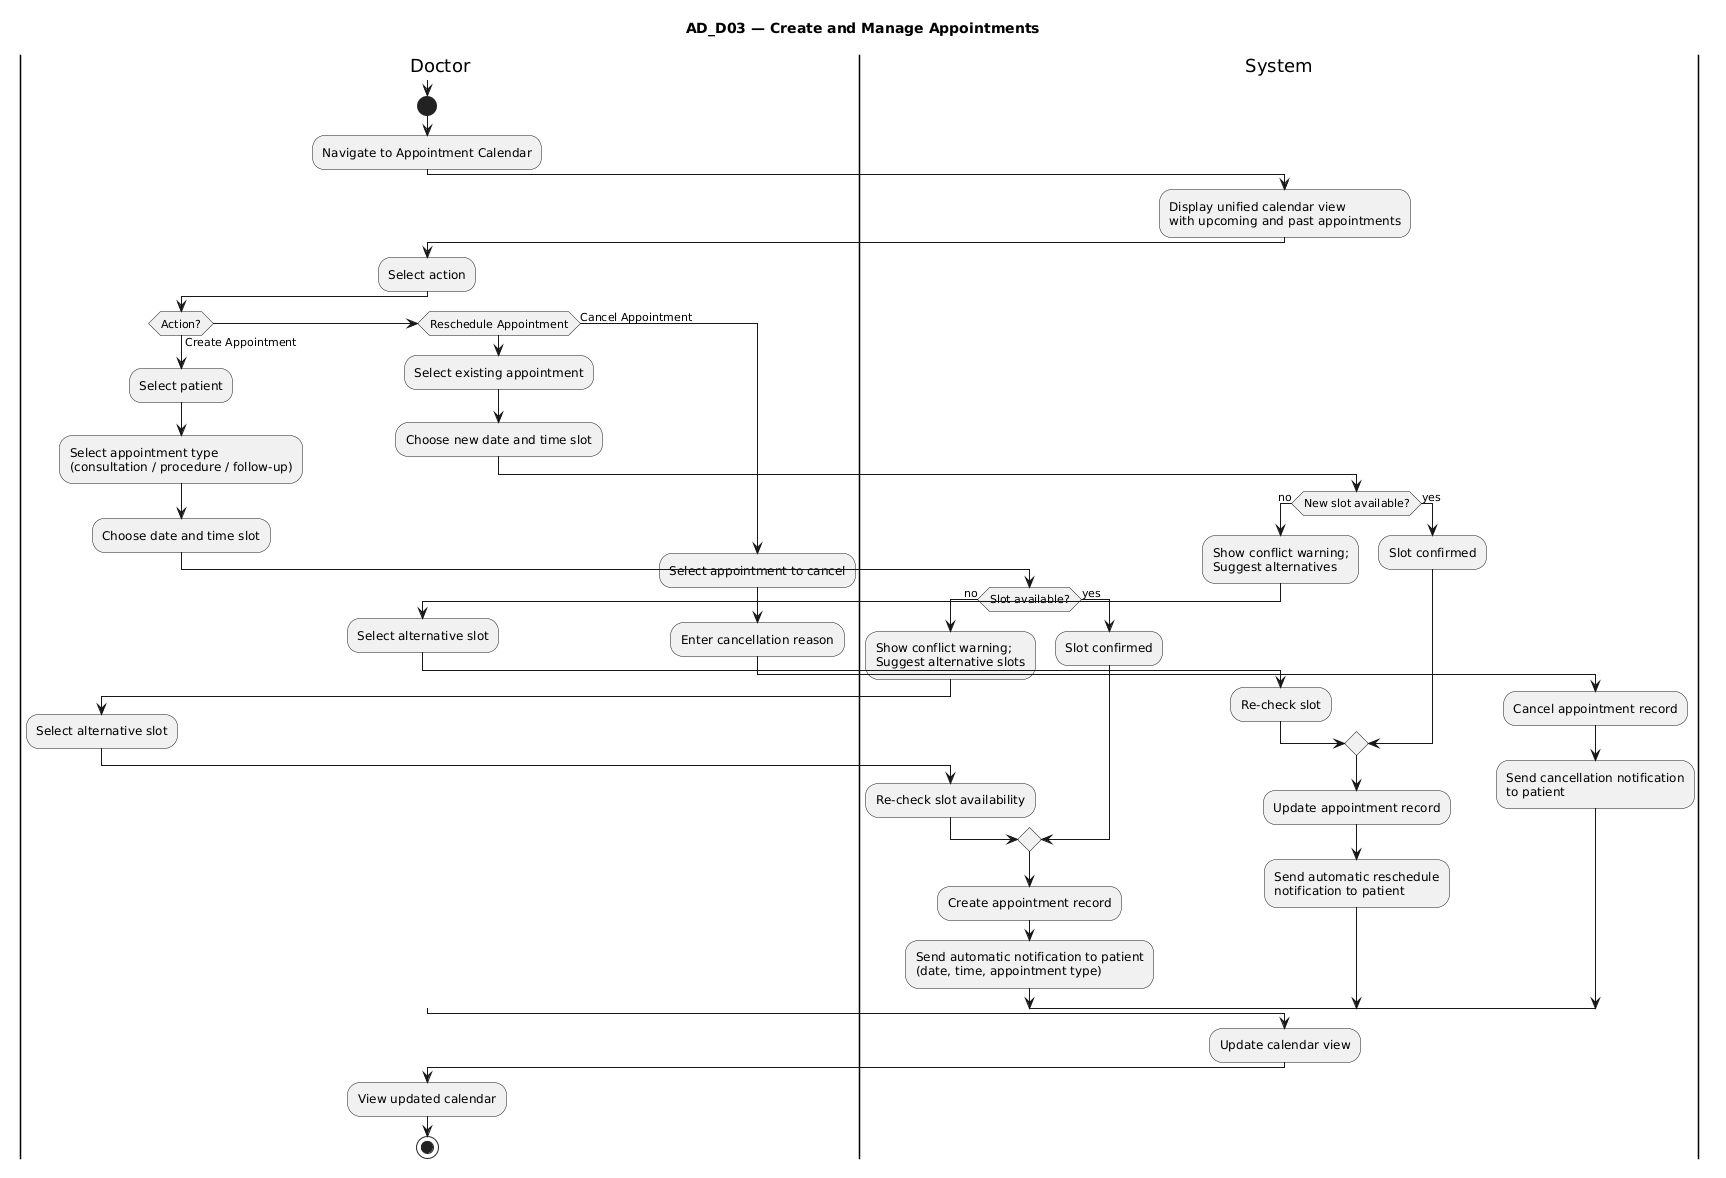 AD_D03 — Create and Manage Appointments
Doctor
System
Navigate to Appointment Calendar
Display unified calendar view
with upcoming and past appointments
Select action
Action?
Create Appointment
Reschedule Appointment
Cancel Appointment
Select patient
Select existing appointment
Select appointment type
(consultation / procedure / follow-up)
Choose new date and time slot
Choose date and time slot
New slot available?
no
yes
Show conflict warning;
Suggest alternatives
Slot confirmed
Select appointment to cancel
Slot available?
no
yes
Select alternative slot
Enter cancellation reason
Show conflict warning;
Suggest alternative slots
Slot confirmed
Re-check slot
Cancel appointment record
Select alternative slot
Send cancellation notification
to patient
Re-check slot availability
Update appointment record
Send automatic reschedule
notification to patient
Create appointment record
Send automatic notification to patient
(date, time, appointment type)
Update calendar view
View updated calendar